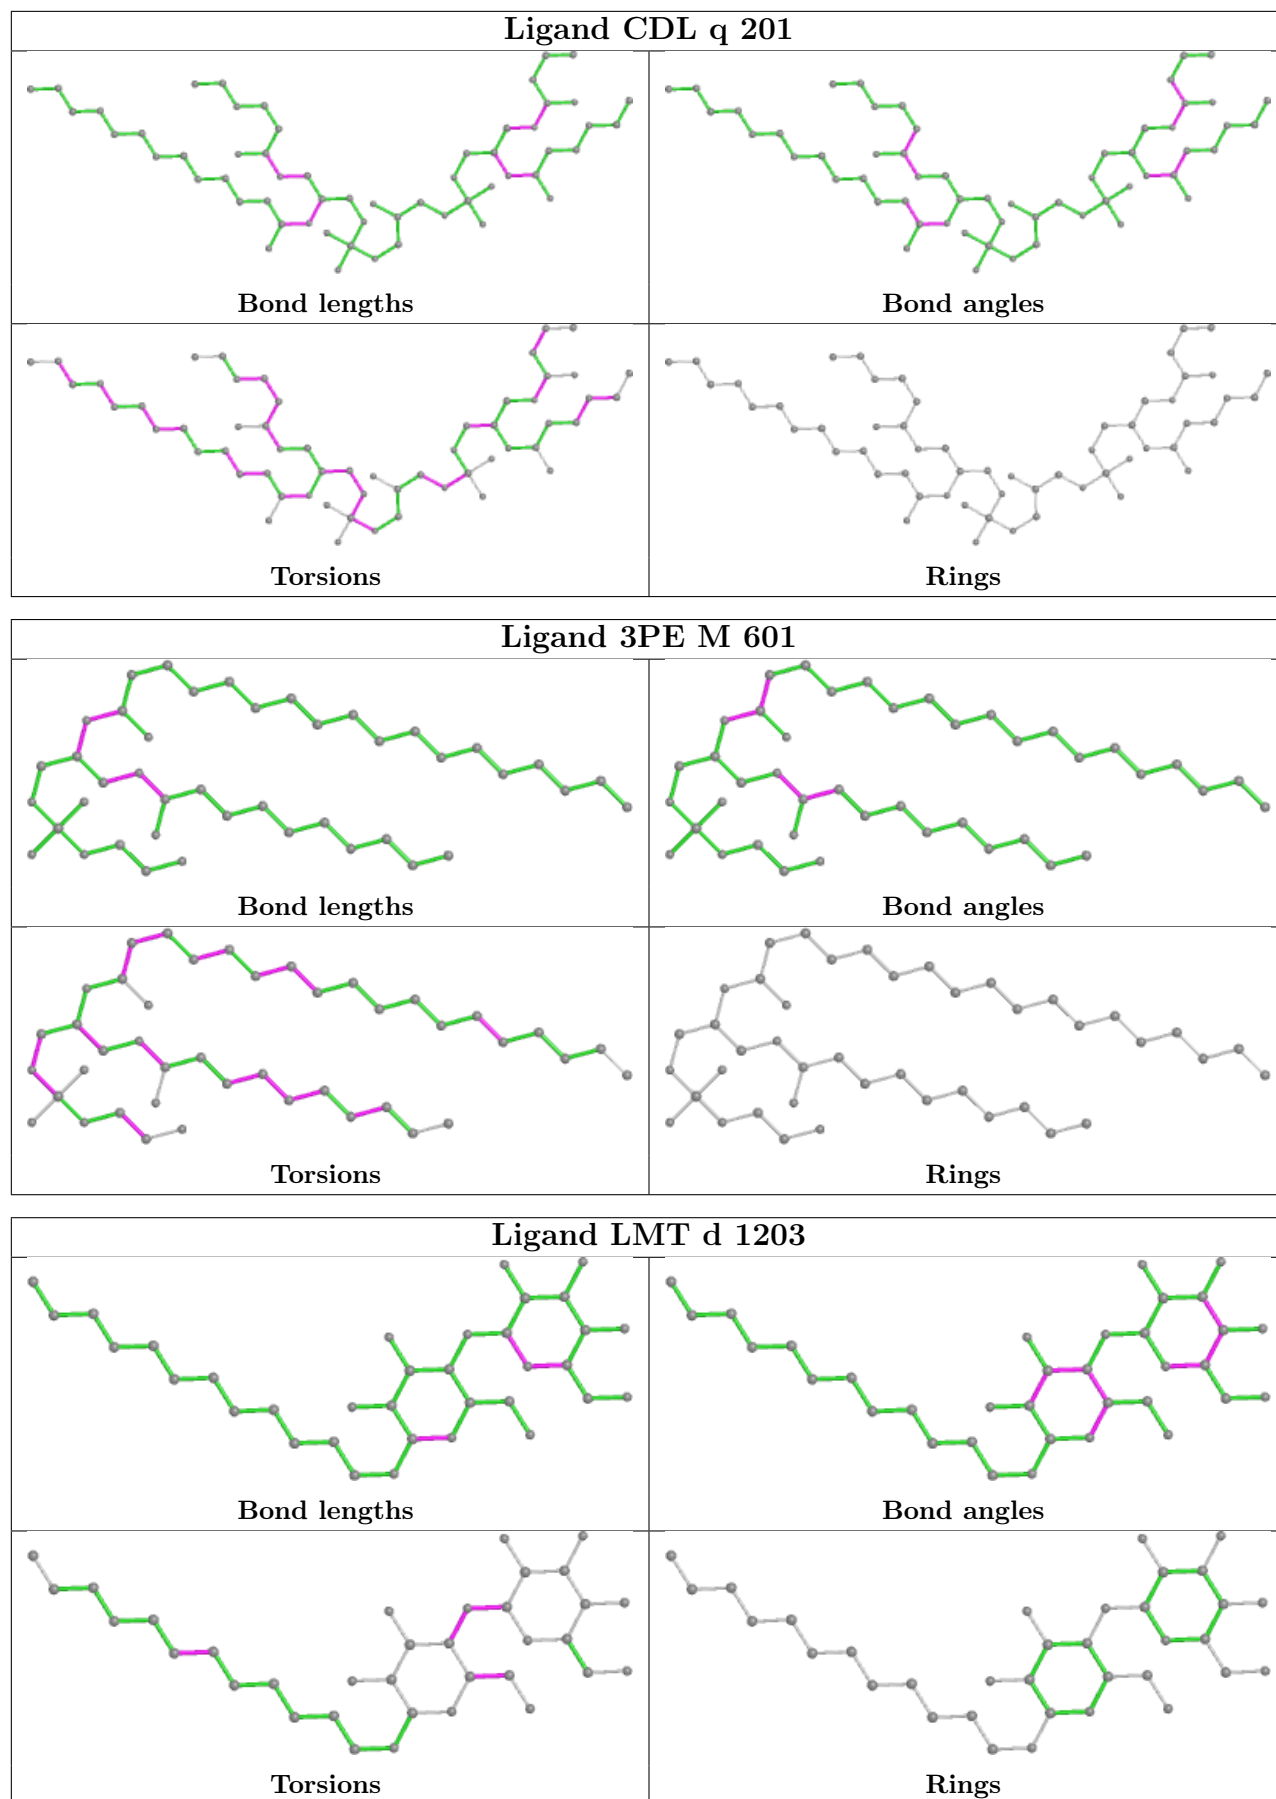 Ligand CDL q 201
Bond lengths
Bond angles
Torsions
Rings
Ligand 3PE M 601
Bond lengths
Bond angles
Torsions
Rings
Ligand LMT d 1203
Bond lengths
Bond angles
Torsions
Rings